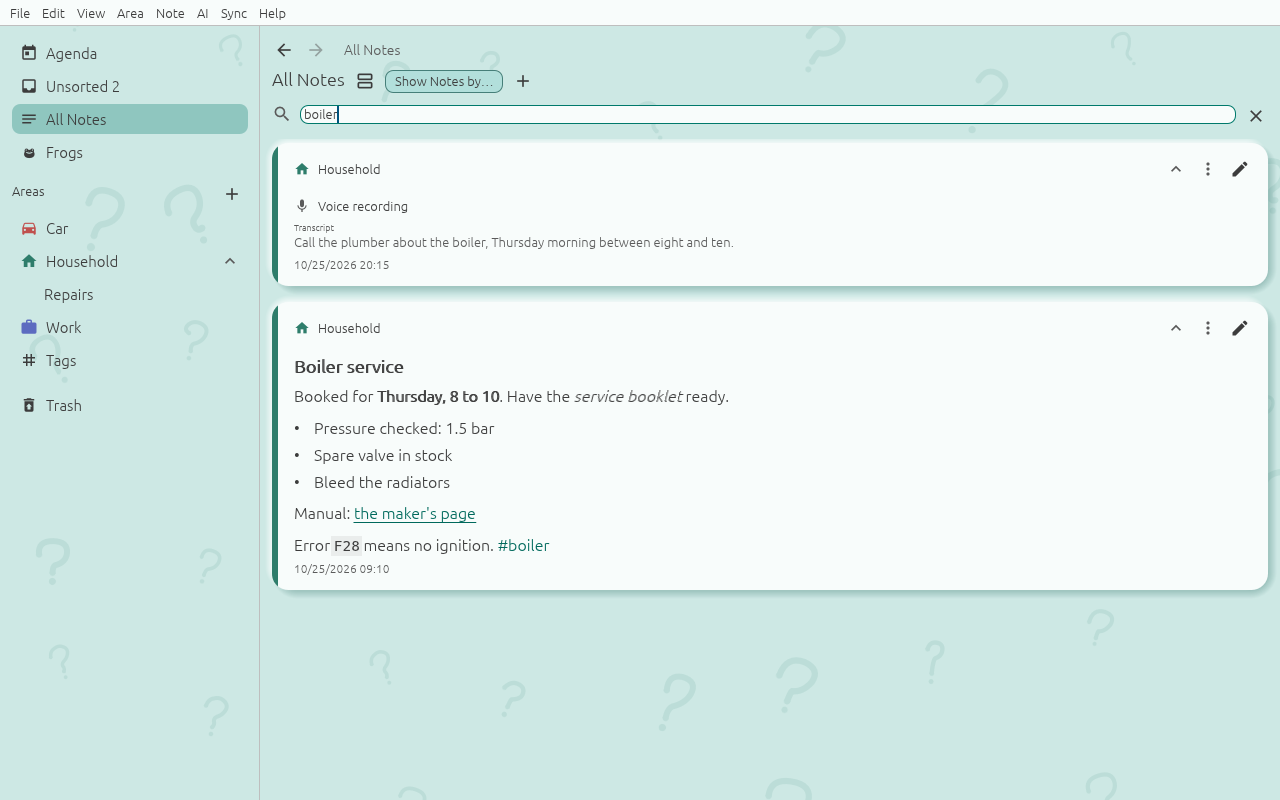 File Edit View Area Note AI Sync Help
Agenda
Unsorted 2
All Notes
Frogs
Areas
Car
Household
Repairs
Work
Tags
Trash
All Notes
All Notes Show Notes by...
boiler
Household
Voice recording
Transcript
Call the plumber about the boiler, Thursday morning between eight and ten.
10/25/2026 20:15
Household
Boiler service
Booked for Thursday, 8 to 10. Have the service booklet ready.
• Pressure checked: 1.5 bar
• Spare valve in stock
• Bleed the radiators
Manual: the maker's page
Error F28 means no ignition. #boiler
10/25/2026 09:10